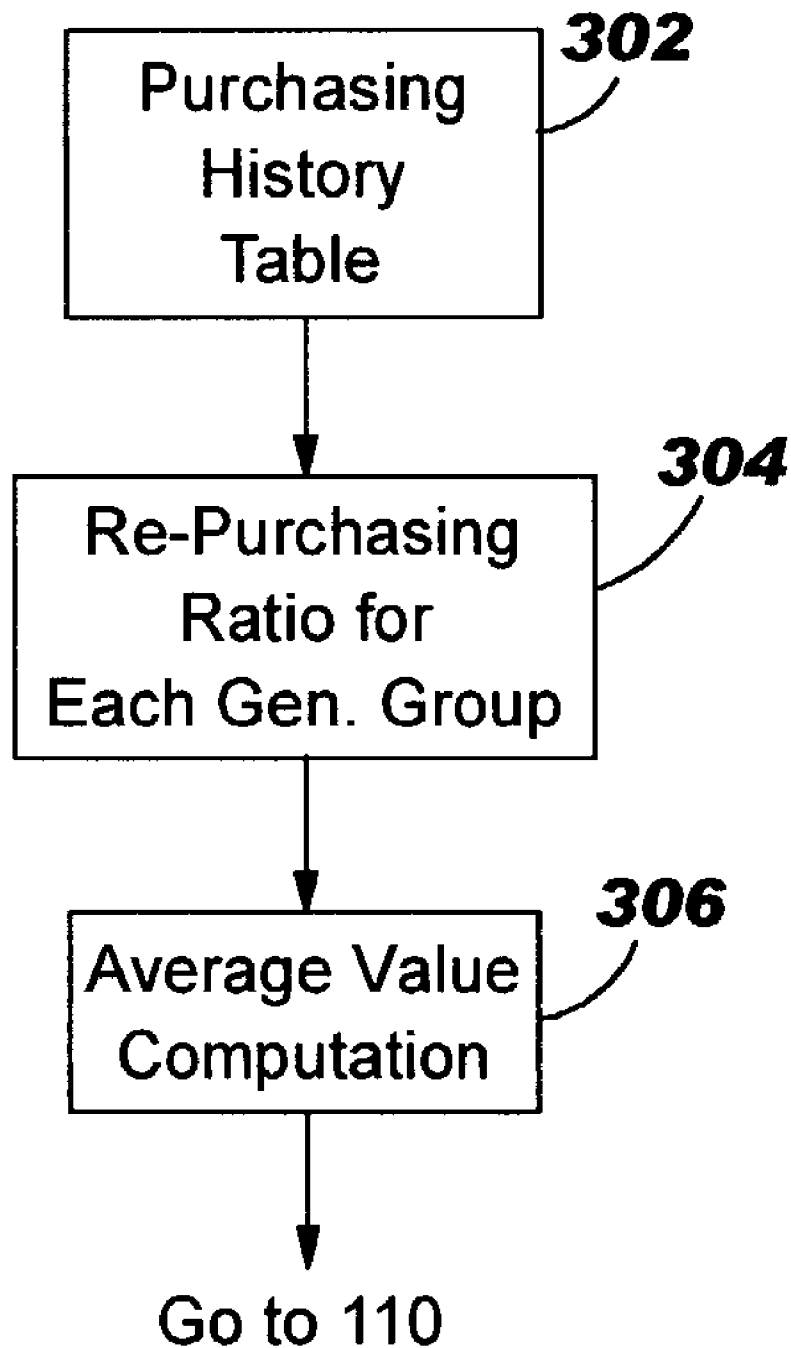 302
Purchasing
History
Table
304
Re-Purchasing
Ratio for
Each Gen. Group
306
Average Value
Computation
Go to 110